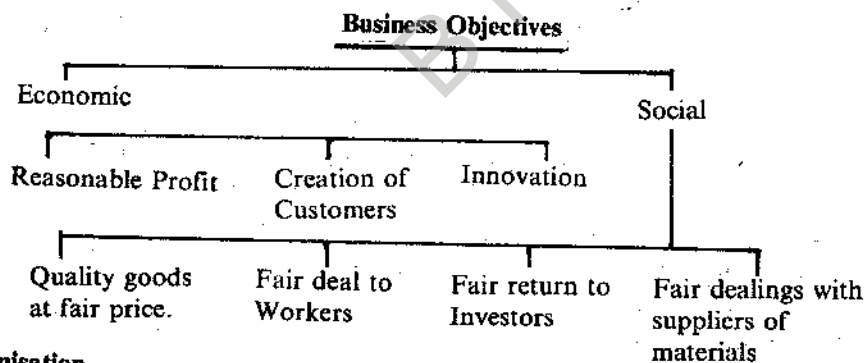 Business Objectives
Economic
Social
Reasonable Profit
Creation of
Customers
Innovation
Quality goods
at fair price.
Fair deal to
Workers
Fair return to
Investors
Fair dealings with
suppliers of
materials